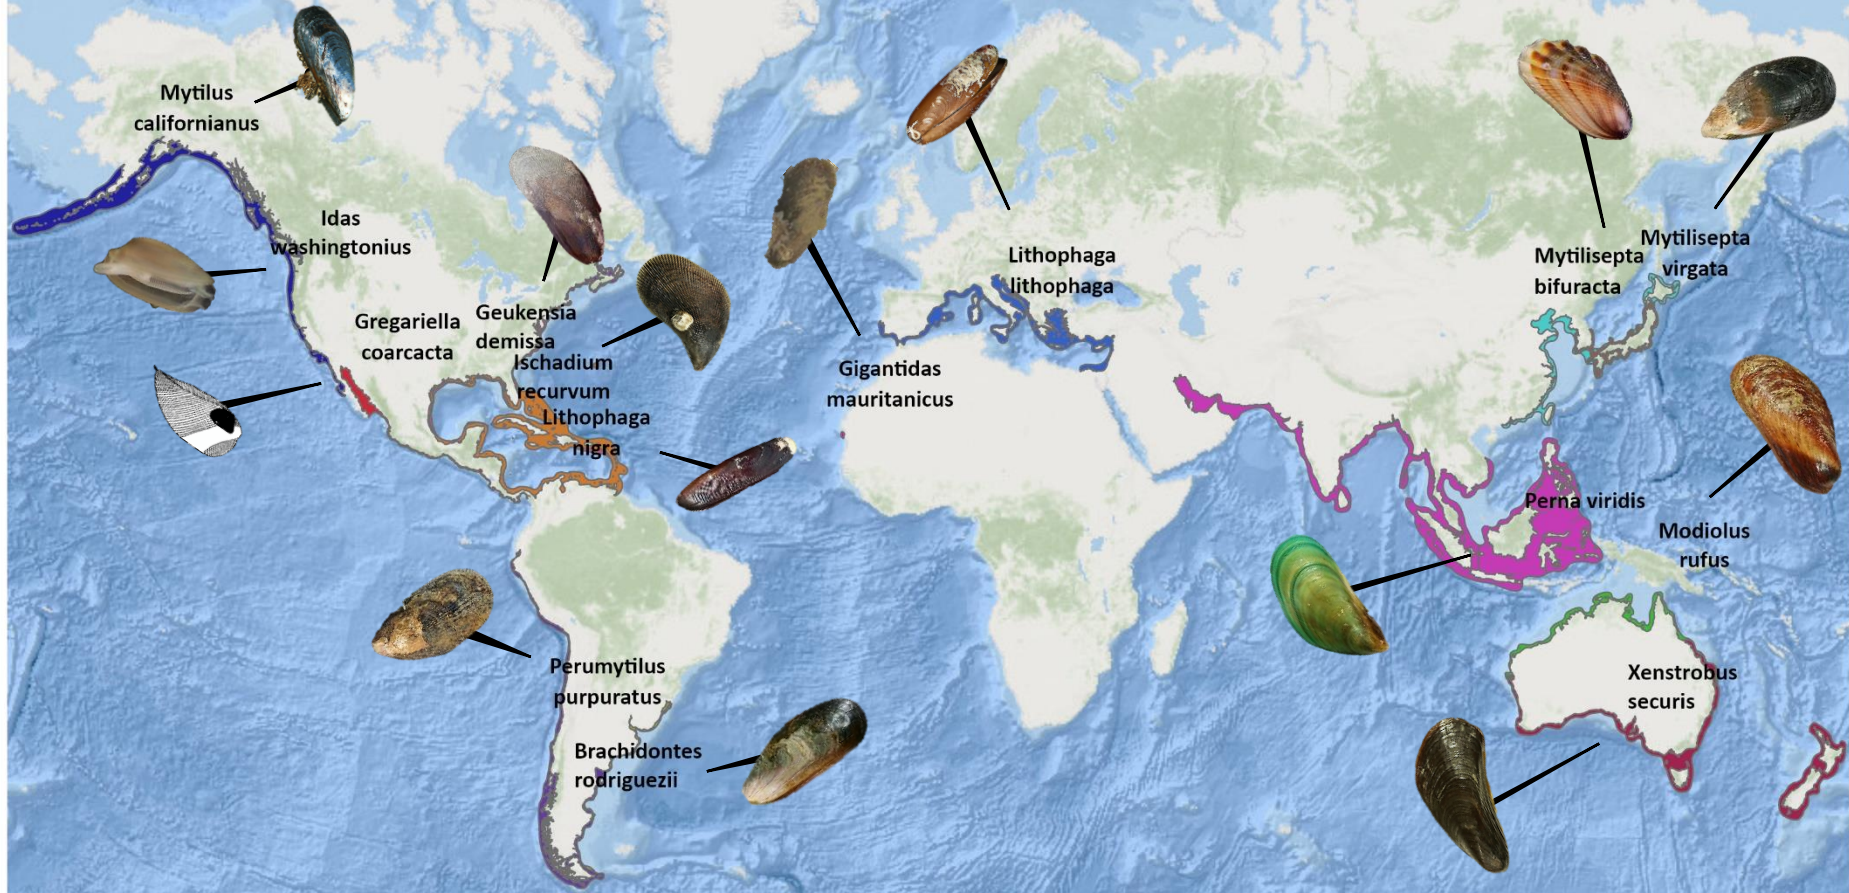 Mytilus
californianus
Idas
washingtonius
Gregariella
coarcacta
Geukensia
demissa
Ischadium
recurvum
Lithophaga
nigra
Perumytilus
purpuratus
Brachidontes
rodriguezii
Gigantidas
mauritanicus
Lithophaga
lithophaga
Mytilisepta
bifuracta
Mytilisepta
virgata
Perna viridis
Modiolus
rufus
Xenstrobus
securis